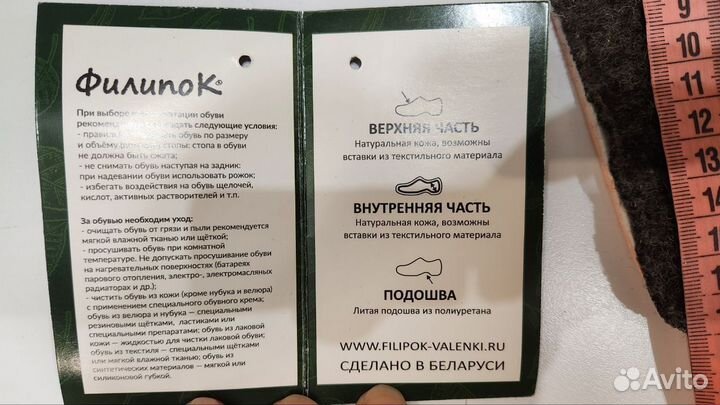 Филипок®
При выборе и эксплуатации обуви
рекомендуется соблюдать следующие условия:
- правильно подбирать обувь по размеру
и объёму (полноте) стопы: стопа в обуви
не должна быть сжата;
- не снимать обувь наступая на задник:
при надевании обуви использовать рожок;
- избегать воздействия на обувь щелочей,
кислот, активных растворителей и т.п.
За обувью необходим уход:
- очищать обувь от грязи и пыли рекомендуется
мягкой влажной тканью или щёткой;
- просушивать обувь при комнатной
температуре. Не допускать просушивание обуви
на нагревательных поверхностях (батареях
парового отопления, электро-, электромасляных
радиаторах и др.);
- чистить обувь из кожи (кроме нубука и велюра)
с применением специального обувного крема;
обувь из велюра и нубука — специальными
резиновыми щётками, ластиками или
специальными препаратами; обувь из лаковой
кожи — жидкостью для чистки лаковой обуви;
обувь из текстиля — специальными щётками
или мягкой влажной тканью; обувь из
синтетических материалов — мягкой или
силиконовой губкой.
ВЕРХНЯЯ ЧАСТЬ
Натуральная кожа, возможны
вставки из текстильного материала
ВНУТРЕННЯЯ ЧАСТЬ
Натуральная кожа, возможны
вставки из текстильного материала
ПОДОШВА
Литая подошва из полиуретана
WWW.FILIPOK-VALENKI.RU
СДЕЛАНО В БЕЛАРУСИ
9
10
11
12
13
14
15
16
Avito